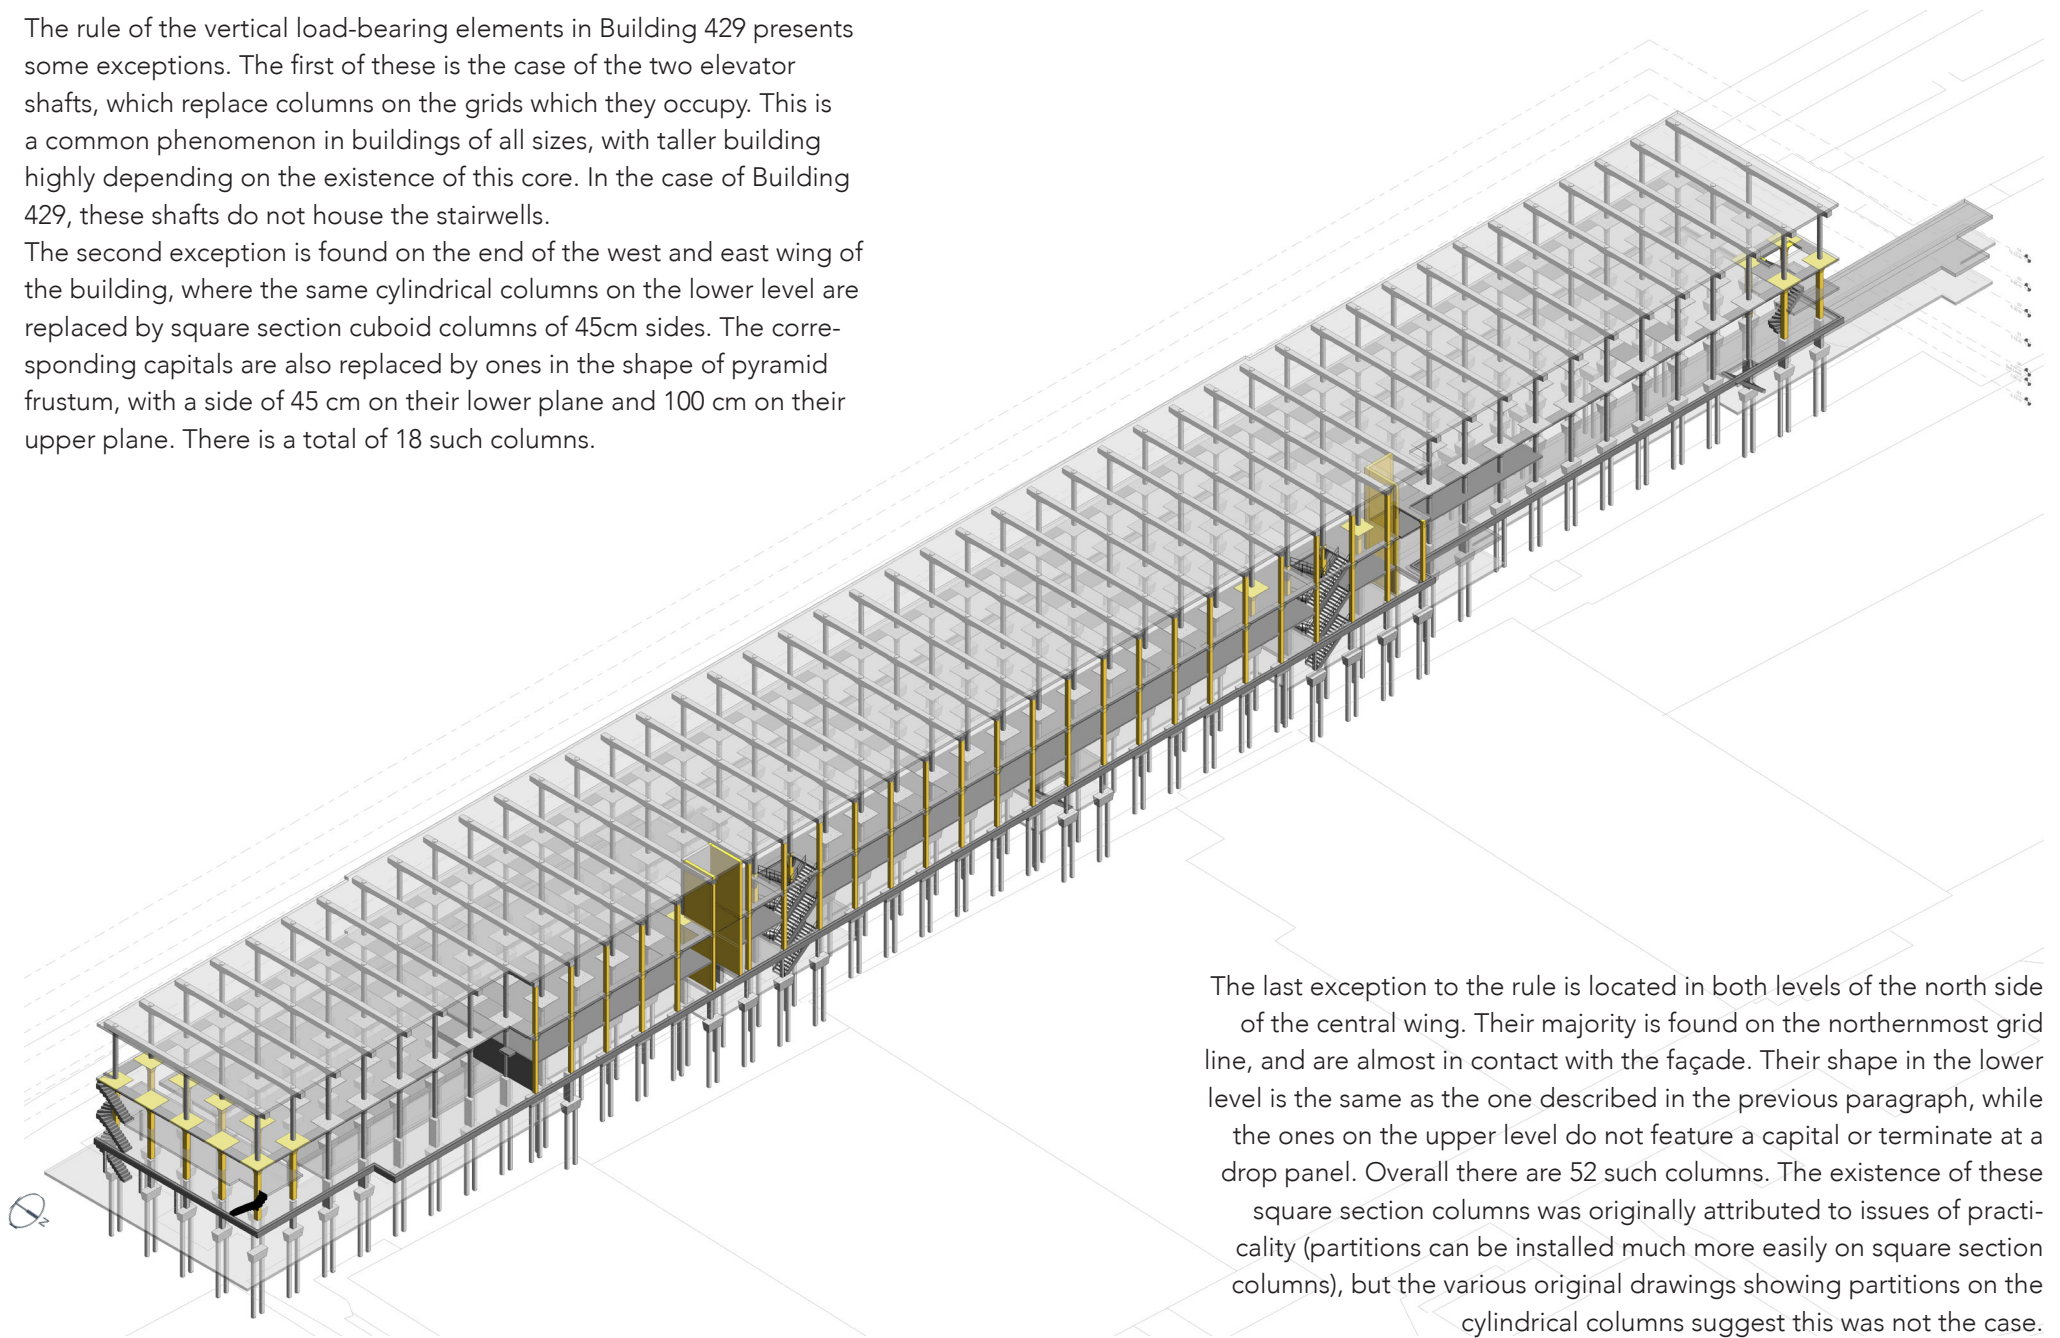 The rule of the vertical load-bearing elements in Building 429 presents
some exceptions. The first of these is the case of the two elevator
shafts, which replace columns on the grids which they occupy. This is
a common phenomenon in buildings of all sizes, with taller building
highly depending on the existence of this core. In the case of Building
429, these shafts do not house the stairwells.
The second exception is found on the end of the west and east wing of
the building, where the same cylindrical columns on the lower level are
replaced by square section cuboid columns of 45cm sides. The corre-
sponding capitals are also replaced by ones in the shape of pyramid
frustum, with a side of 45 cm on their lower plane and 100 cm on their
upper plane. There is a total of 18 such columns.
N
The last exception to the rule is located in both levels of the north side
of the central wing. Their majority is found on the northernmost grid
line, and are almost in contact with the façade. Their shape in the lower
level is the same as the one described in the previous paragraph, while
the ones on the upper level do not feature a capital or terminate at a
drop panel. Overall there are 52 such columns. The existence of these
square section columns was originally attributed to issues of practi-
cality (partitions can be installed much more easily on square section
columns), but the various original drawings showing partitions on the
cylindrical columns suggest this was not the case.